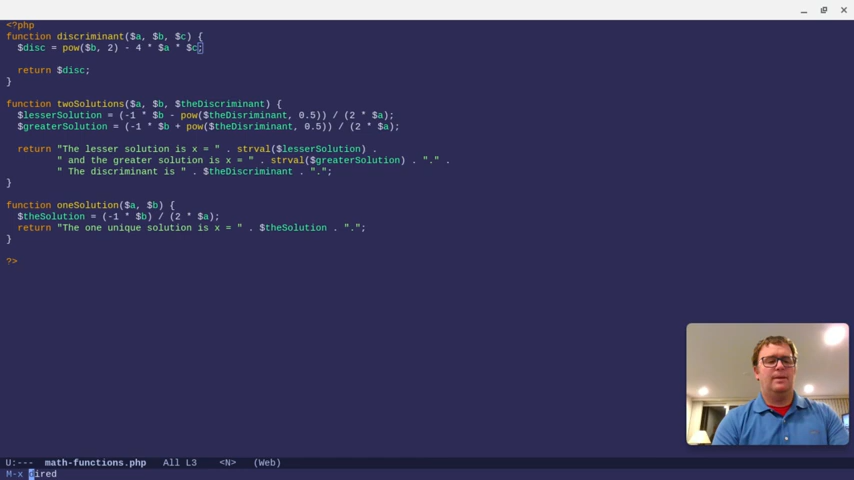 <?php
function discriminant($a, $b, $c) {
  $disc = pow($b, 2) - 4 * $a * $c;
  return $disc;
}
function twoSolutions($a, $b, $theDiscriminant) {
  $lesserSolution = (-1 * $b - pow($theDisriminant, 0.5)) / (2 * $a);
  $greaterSolution = (-1 * $b + pow($theDisriminant, 0.5)) / (2 * $a);
  return "The lesser solution is x = " . strval($lesserSolution) .
         " and the greater solution is x = " . strval($greaterSolution) . "." .
         " The discriminant is " . $theDiscriminant . ".";
}
function oneSolution($a, $b) {
  $theSolution = (-1 * $b) / (2 * $a);
  return "The one unique solution is x = " . $theSolution . ".";
}
?>
U:--- math-functions.php All L3 <N> (Web)
M-x dired